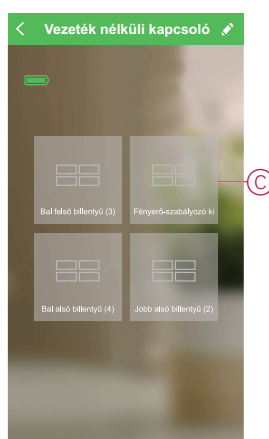 Vezeték nélküli kapcsoló
Bal felső billentyű (3)
Fényerő-szabályozó ki
C
Bal alsó billentyű (4)
Jobb alsó billentyű (2)